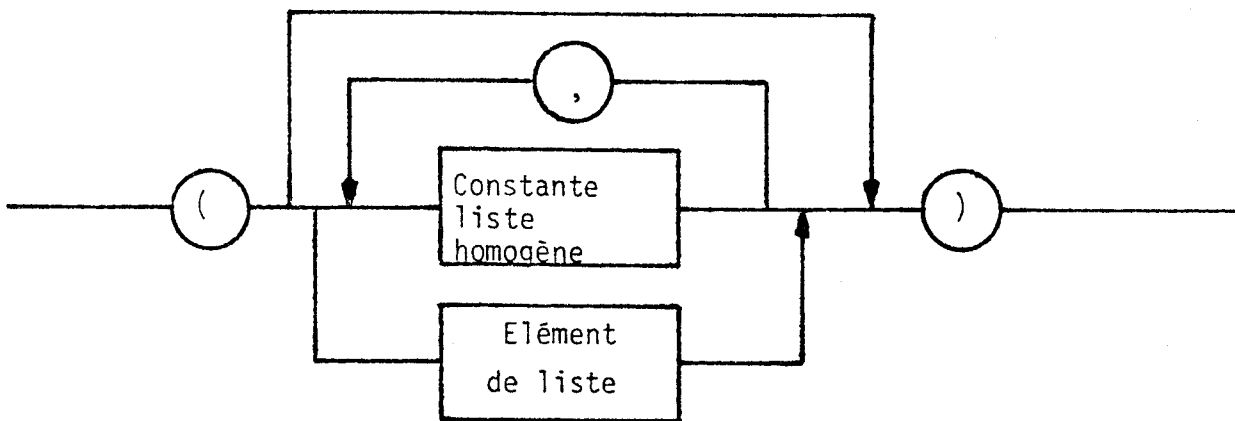 ,
(
Constante
liste
homogène
)
Elément
de liste